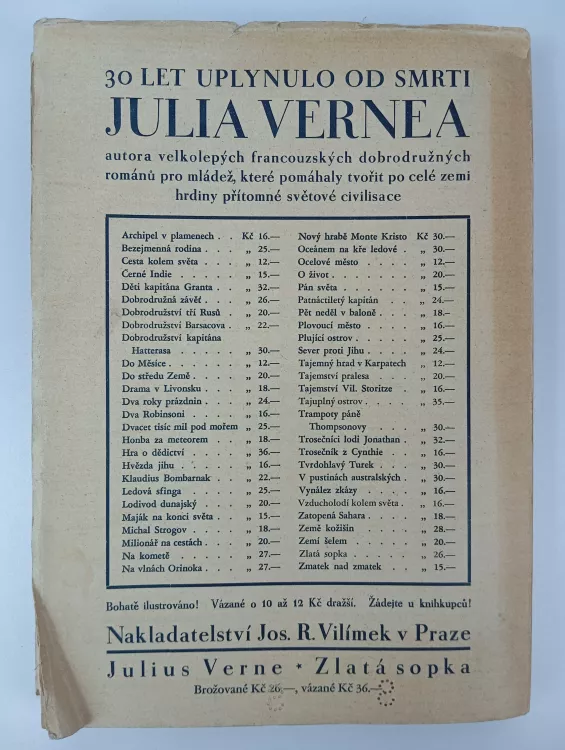 30 LET UPLYNULO OD SMRTI
JULIA VERNEA
autora velkolepých francouzských dobrodružných
románů pro mládež, které pomáhaly tvořit po celé zemi
hrdiny přítomné světové civilisace
Archipel v plamenech . . Kč 16.—
Bezejmenná rodina . . . „ 25.—
Cesta kolem světa . . . „ 12.—
Černé Indie . . . . . „ 15.—
Děti kapitána Granta . . „ 32.—
Dobrodružná závěť . . . „ 26.—
Dobrodružství tří Rusů . „ 20.—
Dobrodružství Barsacova . „ 22.—
Dobrodružství kapitána
Hatterasa . . . . . „ 30.—
Do Měsíce . . . . . . „ 12.—
Do středu Země . . . . „ 20.—
Drama v Livonsku . . . „ 18.—
Dva roky prázdnin . . . „ 24.—
Dva Robinsoni . . . . „ 16.—
Dvacet tisíc mil pod mořem „ 25.—
Honba za meteorem . . . „ 18.—
Hra o dědictví . . . . „ 36.—
Hvězda jihu . . . . . „ 16.—
Klaudius Bombarnak . . „ 22.—
Ledová sfinga . . . . „ 25.—
Lodivod dunajský . . . „ 20.—
Maják na konci světa . . „ 15.—
Michal Strogov . . . . „ 18.—
Milionář na cestách . . . „ 20.—
Na kometě . . . . . „ 27.—
Na vlnách Orinoka . . . „ 27.—
Nový hrabě Monte Kristo Kč 30.—
Oceánem na kře ledové . „ 30.—
Ocelové město . . . . „ 12.—
O život . . . . . . . „ 20.—
Pán světa . . . . . . „ 15.—
Patnáctiletý kapitán . . „ 24.—
Pět neděl v baloně . . . „ 18.-
Plovoucí město . . . . „ 16.—
Plující ostrov . . . . . „ 25.—
Sever proti Jihu . . . . „ 24.—
Tajemný hrad v Karpatech „ 12.—
Tajemství pralesa . . . „ 20.—
Tajemství Vil. Storitze . . „ 16.—
Tajuplný ostrov . . . . „ 35.—
Trampoty páně
Thompsonovy . . . . „ 30.—
Trosečníci lodi Jonathan . „ 32.—
Trosečník z Cynthie . . „ 16.—
Tvrdohlavý Turek . . . „ 30.—
V pustinách australských . „ 30.—
Vynález zkázy . . . . „ 16.—
Vzducholodí kolem světa . „ 16.—
Zatopená Sahara . . . . „ 18.—
Země kožišin . . . . . „ 28.—
Zemí šelem . . . . . „ 20.—
Zlatá sopka . . . . . „ 26.—
Zmatek nad zmatek . . „ 15.—
Bohatě ilustrováno! Vázané o 10 až 12 Kč dražší. Žádejte u knihkupců!
Nakladatelství Jos. R. Vilímek v Praze
Julius Verne * Zlatá sopka
Brožované Kč 26,—, vázané Kč 36.—